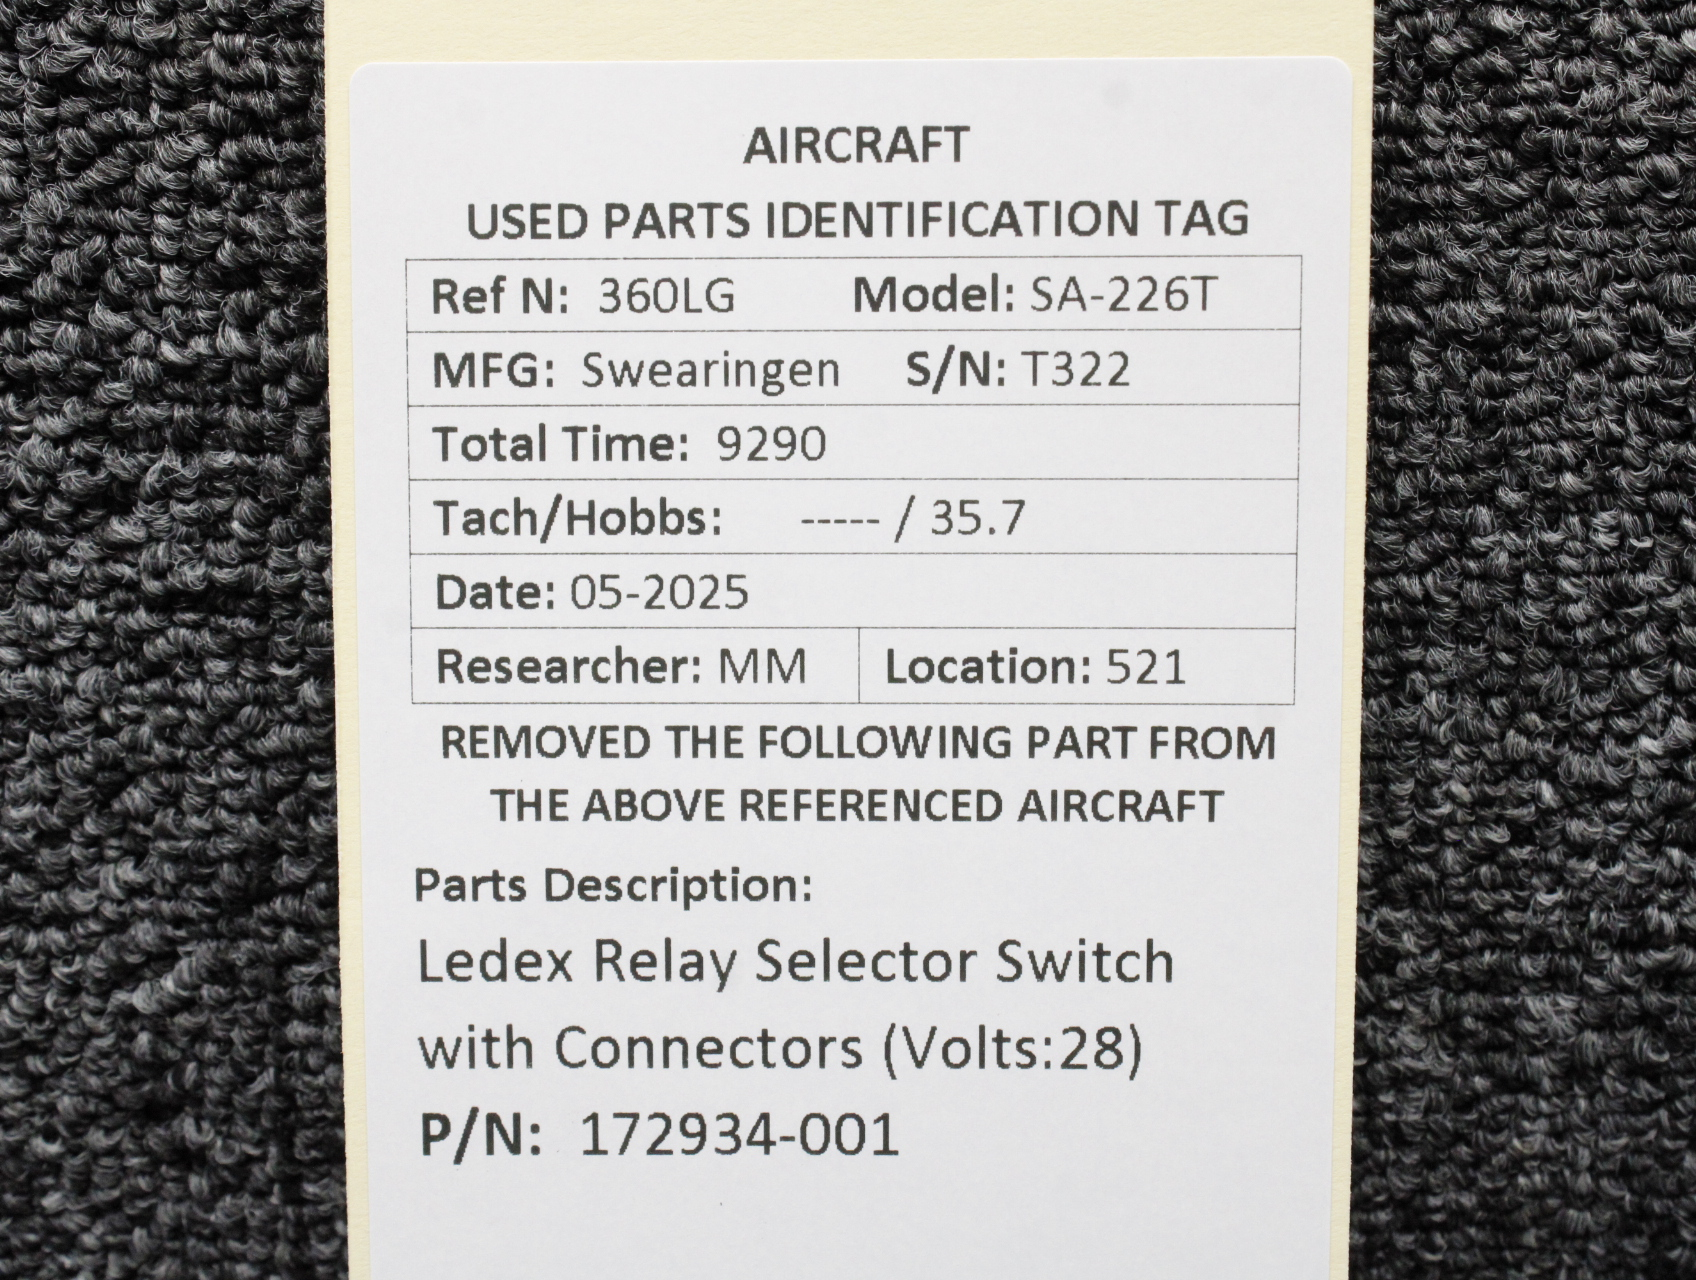 AIRCRAFT
USED PARTS IDENTIFICATION TAG
Ref N: 360LG Model: SA-226T
MFG: Swearingen S/N: T322
Total Time: 9290
Tach/Hobbs: ----- / 35.7
Date: 05-2025
Researcher: MM Location: 521
REMOVED THE FOLLOWING PART FROM
THE ABOVE REFERENCED AIRCRAFT
Parts Description:
Ledex Relay Selector Switch
with Connectors (Volts:28)
P/N: 172934-001